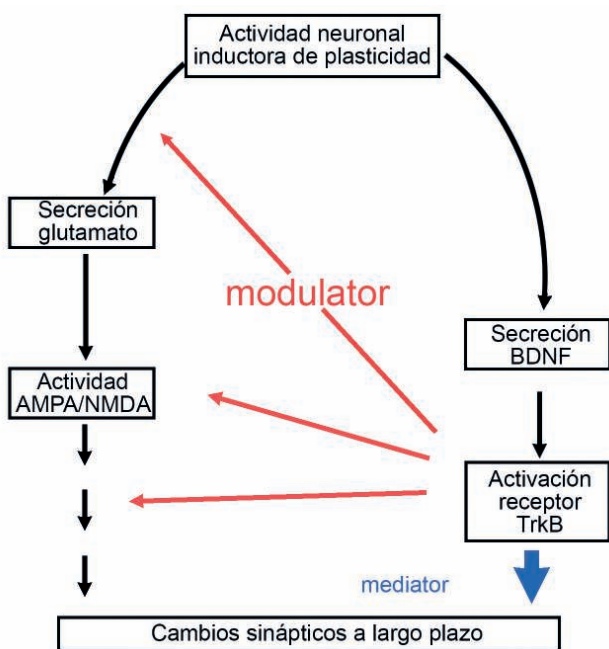 Actividad neuronal
inductora de plasticidad
Secreción
glutamato
modulator
Secreción
BDNF
Actividad
AMPA/NMDA
Activación
receptor
TrkB
mediator
Cambios sinápticos a largo plazo